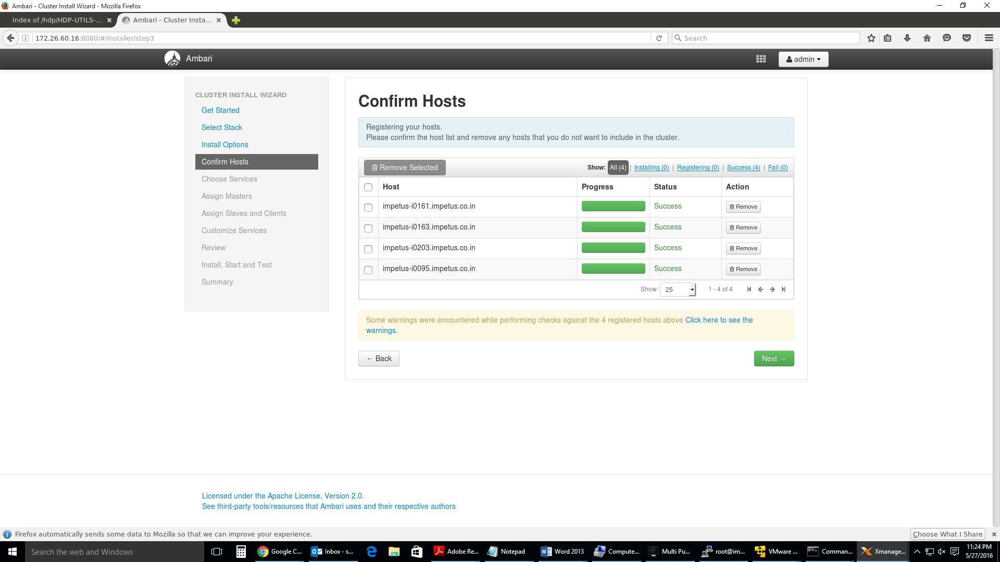 Ambari - Cluster Install Wizard - Mozilla Firefox
Index of /hdp/HDP-UTILS-...
Ambari - Cluster Insta...
172.26.60.16:8080/#/installer/step3
Search
Ambari
admin
CLUSTER INSTALL WIZARD
Get Started
Select Stack
Install Options
Confirm Hosts
Choose Services
Assign Masters
Assign Slaves and Clients
Customize Services
Review
Install, Start and Test
Summary
Confirm Hosts
Registering your hosts.
Please confirm the host list and remove any hosts that you do not want to include in the cluster.
Remove Selected
Show: All (4) | Installing (0) | Registering (0) | Success (4) | Fail (0)
Host Progress Status Action
impetus-i0161.impetus.co.in Success Remove
impetus-i0163.impetus.co.in Success Remove
impetus-i0203.impetus.co.in Success Remove
impetus-i0095.impetus.co.in Success Remove
Show: 25 1 - 4 of 4
Some warnings were encountered while performing checks against the 4 registered hosts above Click here to see the
warnings.
← Back
Next →
Licensed under the Apache License, Version 2.0.
See third-party tools/resources that Ambari uses and their respective authors
Firefox automatically sends some data to Mozilla so that we can improve your experience.
Choose What I Share
Search the web and Windows
Google C...
Inbox - s...
Adobe Re...
Notepad
Word 2013
Compute...
Multi Pu...
root@im...
VMware ...
Comman...
Xmanage...
11:24 PM
5/27/2016